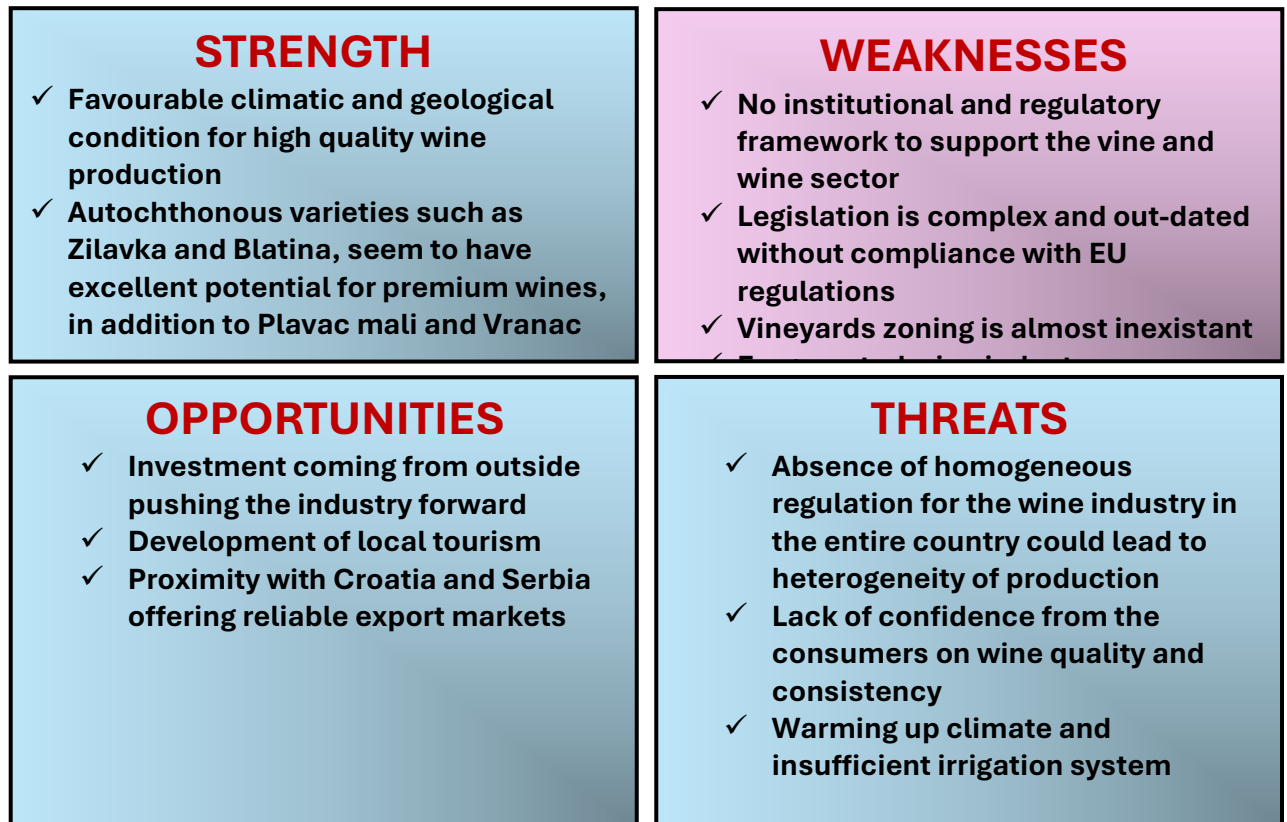 STRENGTH
✓ Favourable climatic and geological
condition for high quality wine
production
✓ Autochthonous varieties such as
Zilavka and Blatina, seem to have
excellent potential for premium wines,
in addition to Plavac mali and Vranac
WEAKNESSES
✓ No institutional and regulatory
framework to support the vine and
wine sector
✓ Legislation is complex and out-dated
without compliance with EU
regulations
✓ Vineyards zoning is almost inexistant
OPPORTUNITIES
✓ Investment coming from outside
pushing the industry forward
✓ Development of local tourism
✓ Proximity with Croatia and Serbia
offering reliable export markets
THREATS
✓ Absence of homogeneous
regulation for the wine industry in
the entire country could lead to
heterogeneity of production
✓ Lack of confidence from the
consumers on wine quality and
consistency
✓ Warming up climate and
insufficient irrigation system